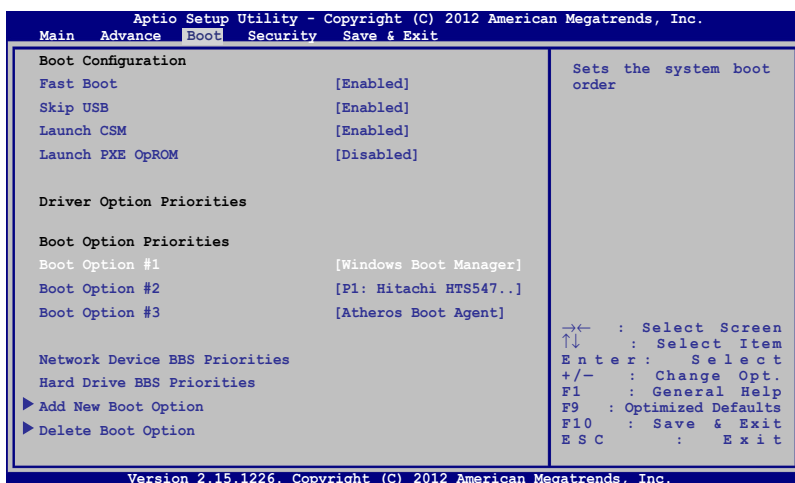 Aptio Setup Utility - Copyright (C) 2012 American Megatrends, Inc.
Main Advance Boot Security Save & Exit
Boot Configuration
Fast Boot [Enabled]
Skip USB [Enabled]
Launch CSM [Enabled]
Launch PXE OpROM [Disabled]
Driver Option Priorities
Boot Option Priorities
Boot Option #1 [Windows Boot Manager]
Boot Option #2 [P1: Hitachi HTS547..]
Boot Option #3 [Atheros Boot Agent]
Network Device BBS Priorities
Hard Drive BBS Priorities
Add New Boot Option
Delete Boot Option
Sets the system boot
order
→← : Select Screen
↑↓ : Select Item
Enter: Select
+/— : Change Opt.
F1 : General Help
F9 : Optimized Defaults
F10 : Save & Exit
ESC : Exit
Version 2.15.1226. Copyright (C) 2012 American Megatrends, Inc.